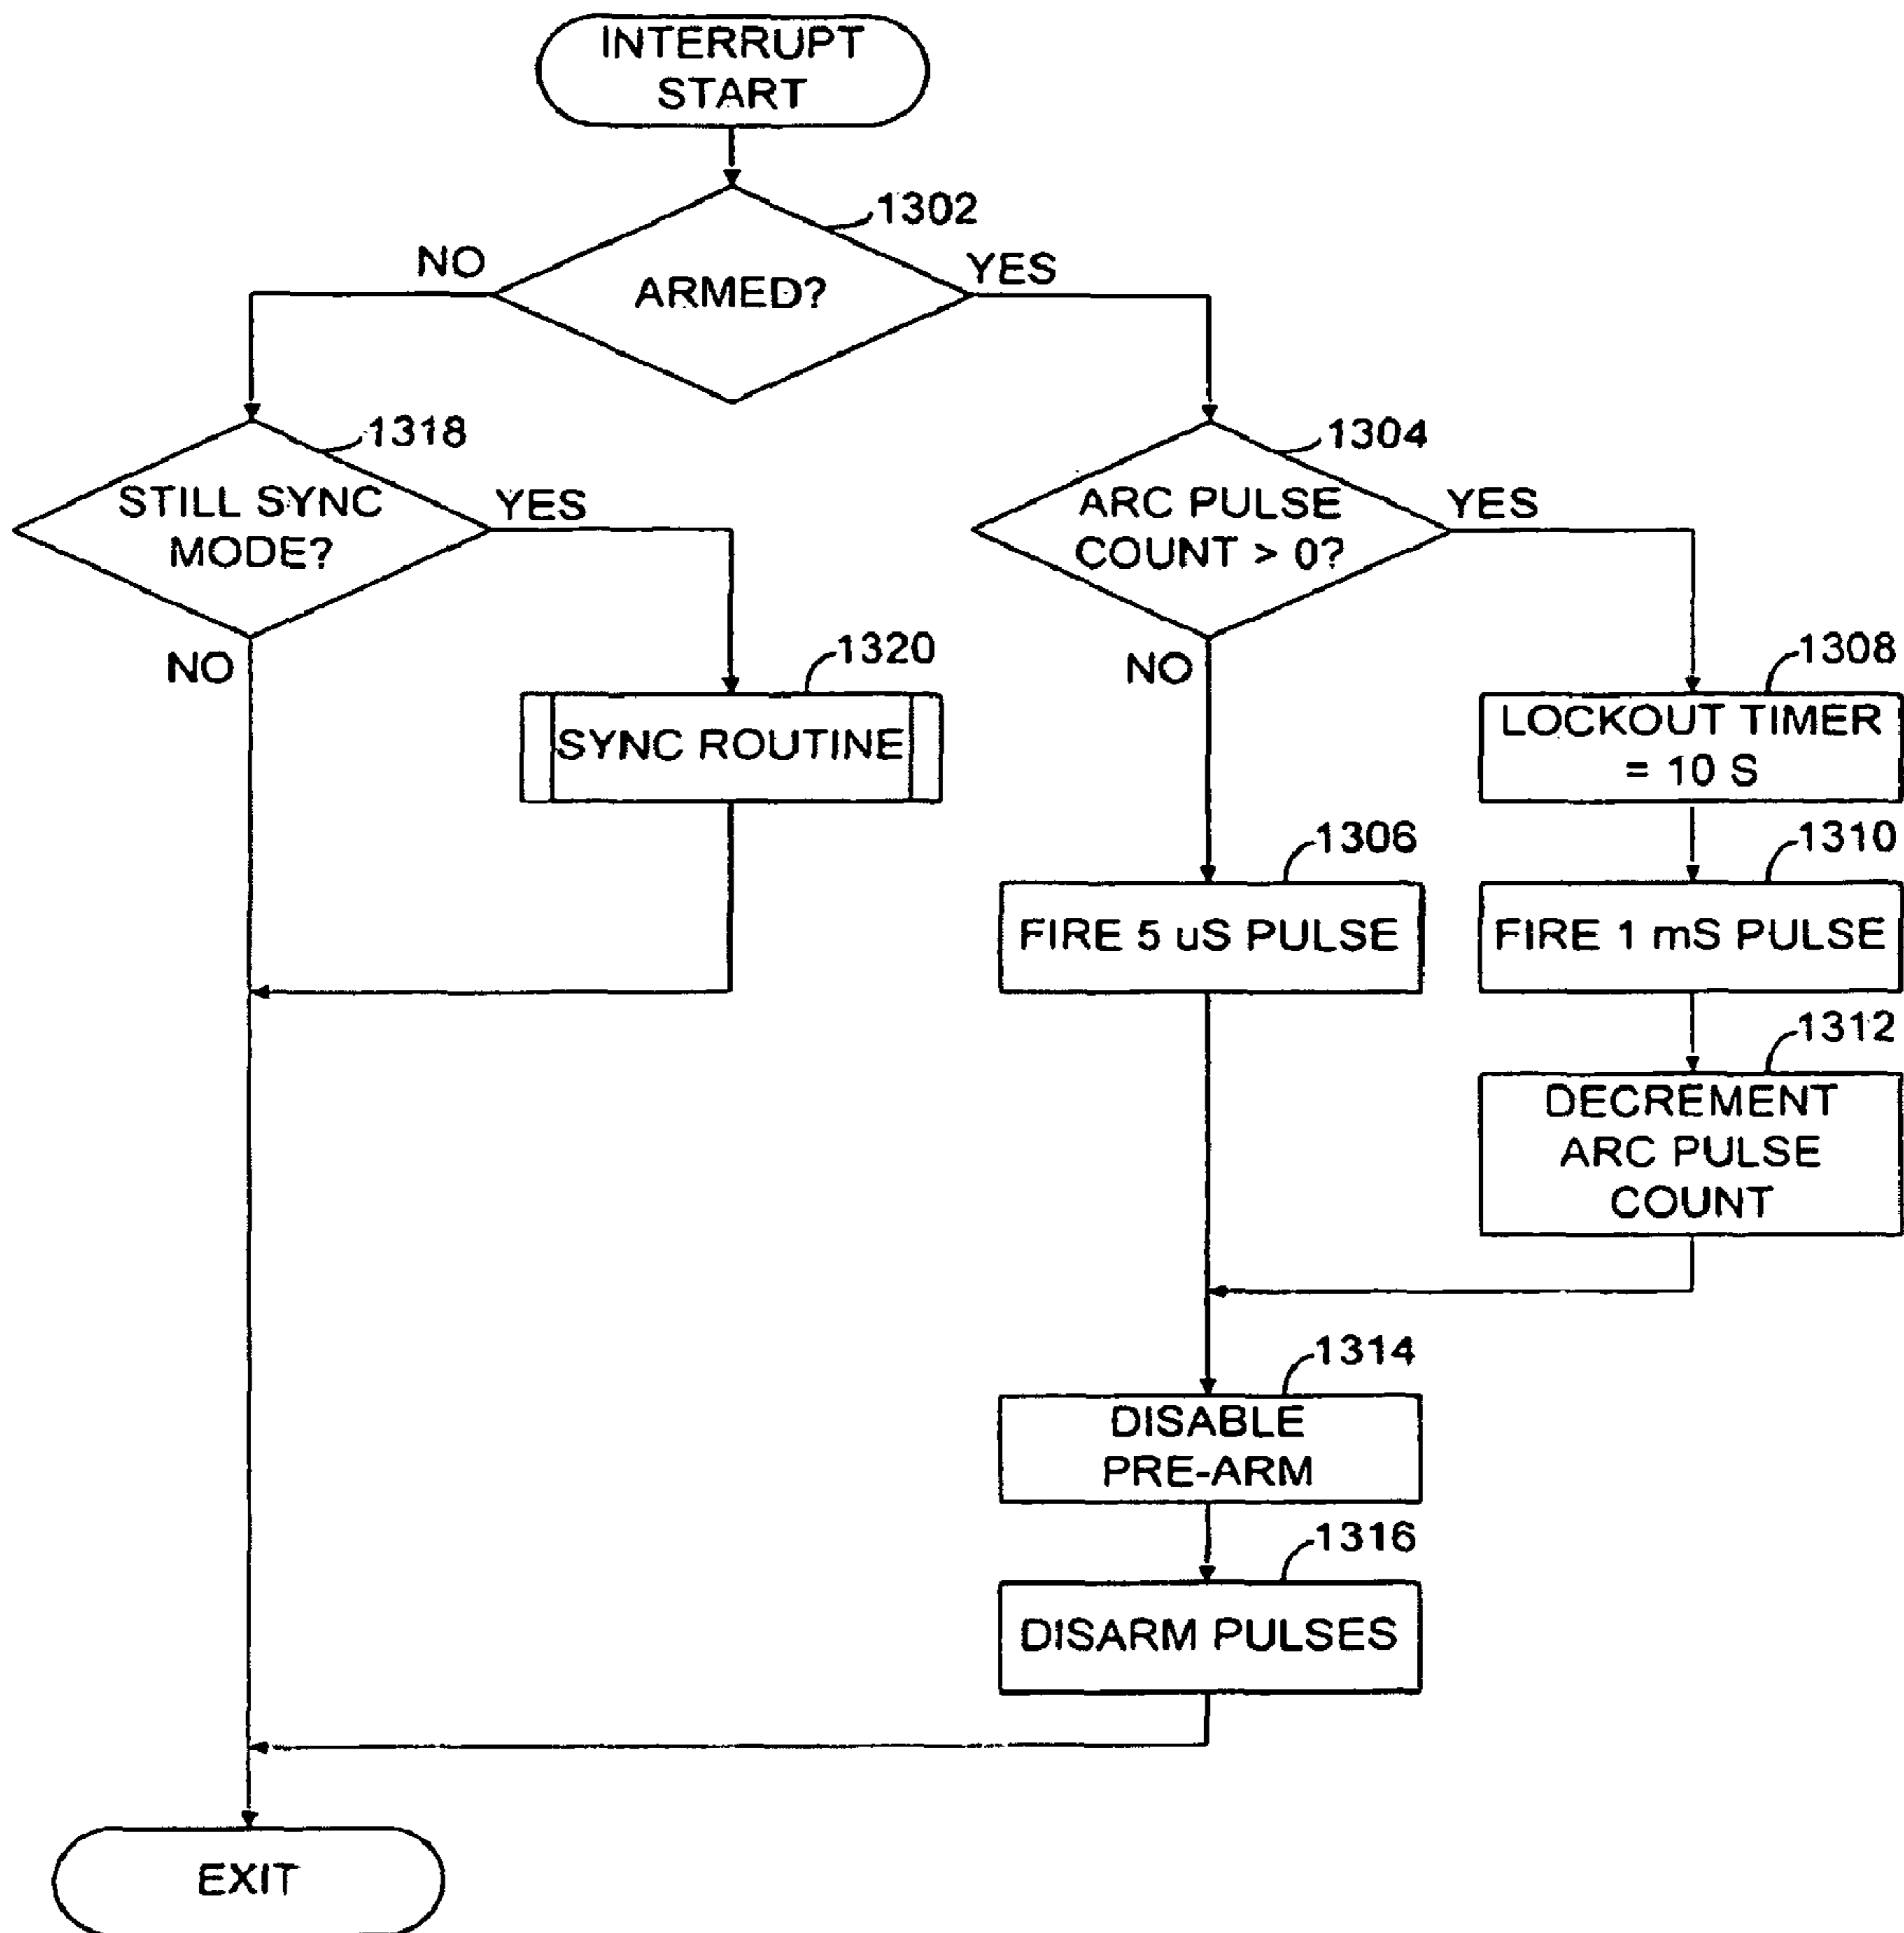 INTERRUPT
START
1302
NO
YES
ARMED?
1318
1304
STILL SYNC
MODE?
YES
ARC PULSE
COUNT > 0?
YES
NO
1320
SYNC ROUTINE
NO
1308
LOCKOUT TIMER
= 10 S
1306
FIRE 5 uS PULSE
1310
FIRE 1 mS PULSE
1312
DECREMENT
ARC PULSE
COUNT
1314
DISABLE
PRE-ARM
1316
DISARM PULSES
EXIT